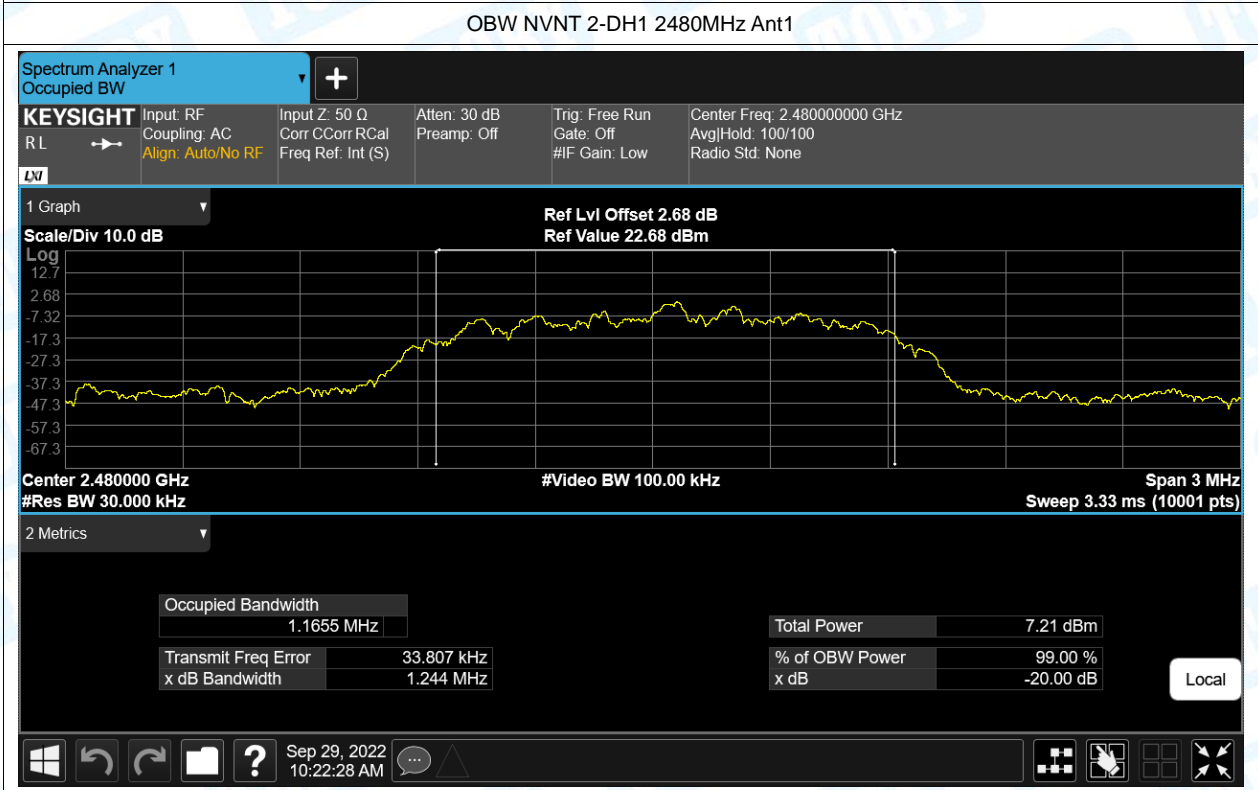 OBW NVNT 2-DH1 2480MHz Ant1
Spectrum Analyzer 1
Occupied BW
KEYSIGHT
R L
LXI
Input: RF
Coupling: AC
Align: Auto/No RF
Input Z: 50 Ω
Corr CCorr RCal
Freq Ref: Int (S)
Atten: 30 dB
Preamp: Off
Trig: Free Run
Gate: Off
#IF Gain: Low
Center Freq: 2.480000000 GHz
Avg|Hold: 100/100
Radio Std: None
1 Graph
Scale/Div 10.0 dB
Ref Lvl Offset 2.68 dB
Ref Value 22.68 dBm
Log
12.7
2.68
-7.32
-17.3
-27.3
-37.3
-47.3
-57.3
-67.3
Center 2.480000 GHz
#Video BW 100.00 kHz
Span 3 MHz
#Res BW 30.000 kHz
Sweep 3.33 ms (10001 pts)
2 Metrics
Occupied Bandwidth
1.1655 MHz
Transmit Freq Error 33.807 kHz
x dB Bandwidth 1.244 MHz
Total Power 7.21 dBm
% of OBW Power 99.00 %
x dB -20.00 dB
Local
?
Sep 29, 2022
10:22:28 AM